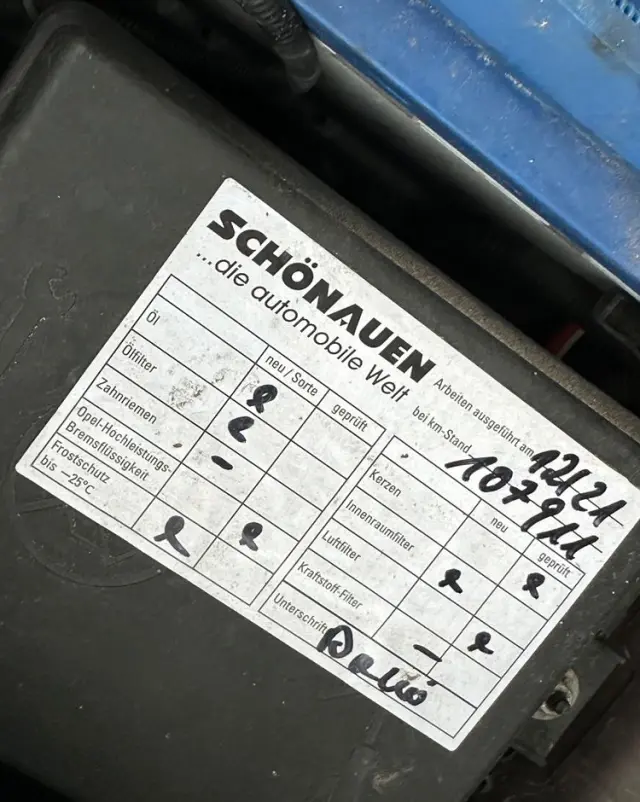 SCHÖNAUEN
...die automobile Welt
Arbeiten ausgeführt am 12/21
bei km-Stand 107911
neu / Sorte geprüft
Öl
Ölfilter
Zahnriemen –
Opel-Hochleistungs-
Bremsflüssigkeit
Frostschutz
bis –25°C
neu geprüft
Kerzen
Innenraumfilter
Luftfilter
Kraftstoff-Filter –
Unterschrift